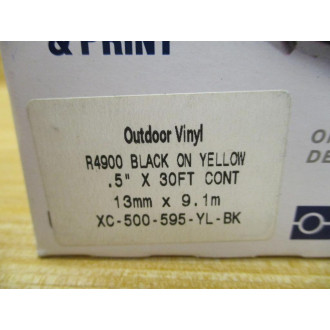 & PRINT
Outdoor Vinyl
R4900 BLACK ON YELLOW
.5" X 30FT CONT
13mm x 9.1m
XC-500-595-YL-BK